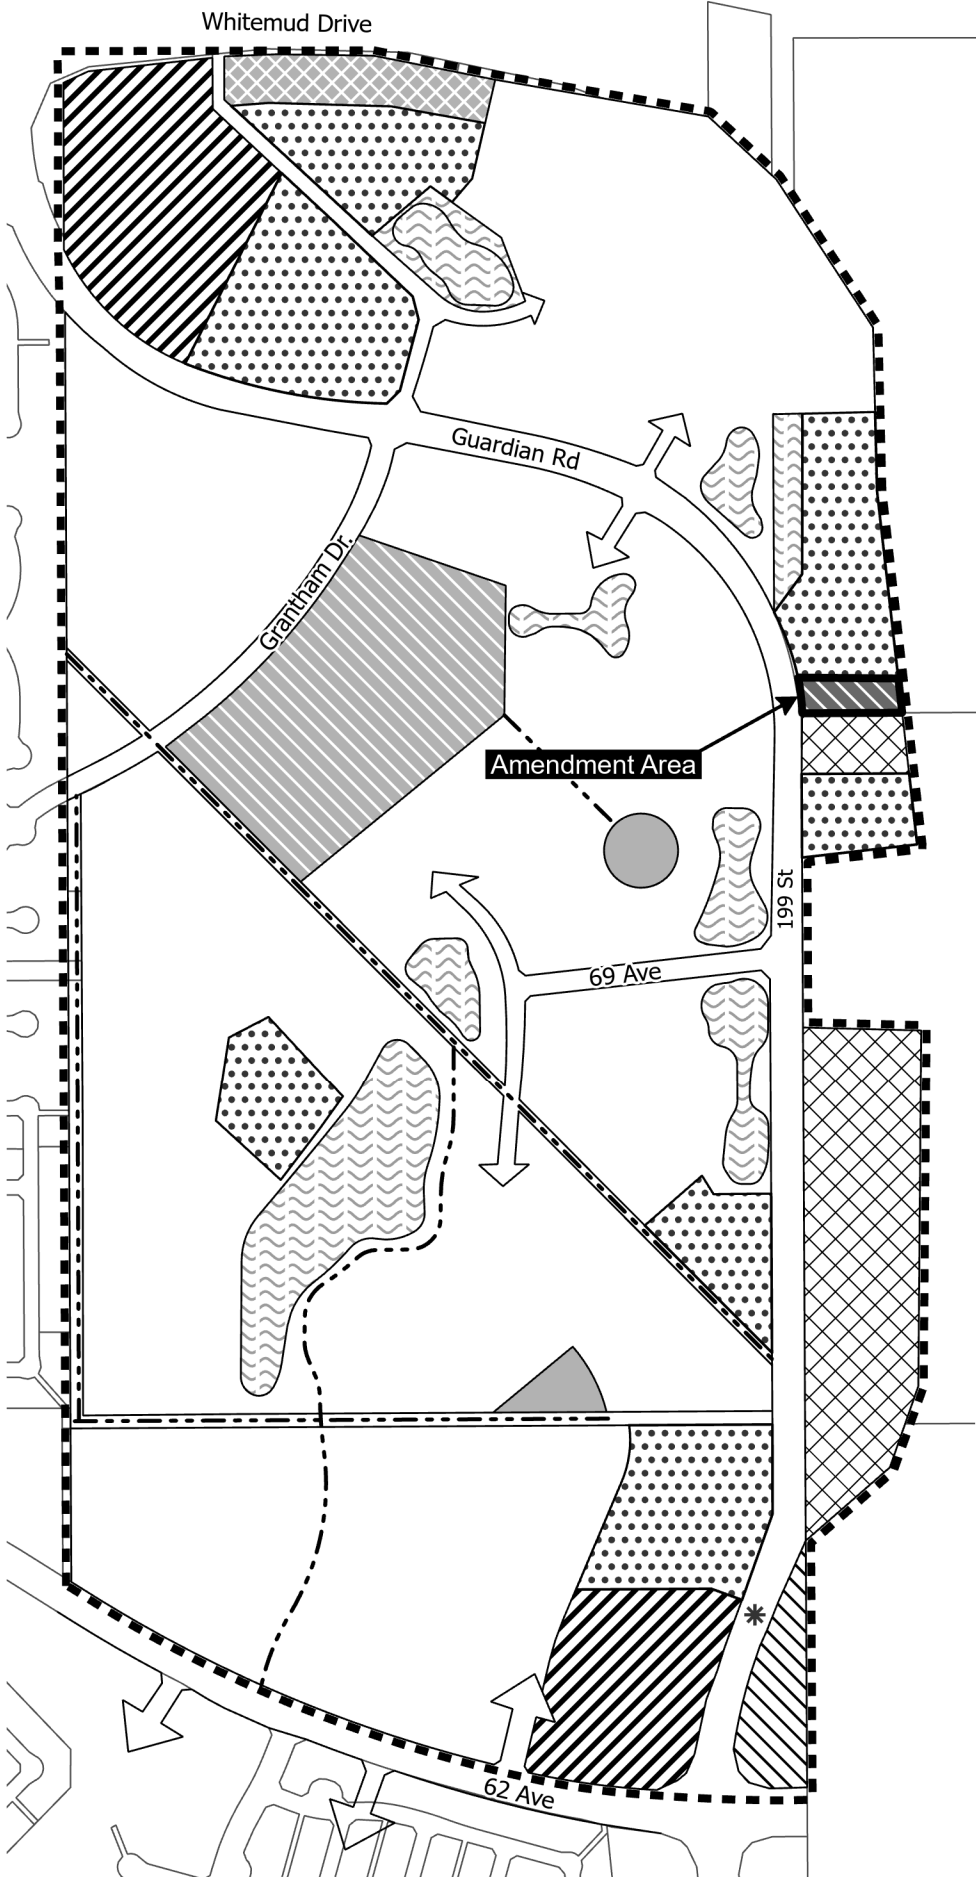 Whitemud Drive
Guardian Rd
Grantham Dr.
Amendment Area
199 St
69 Ave
62 Ave